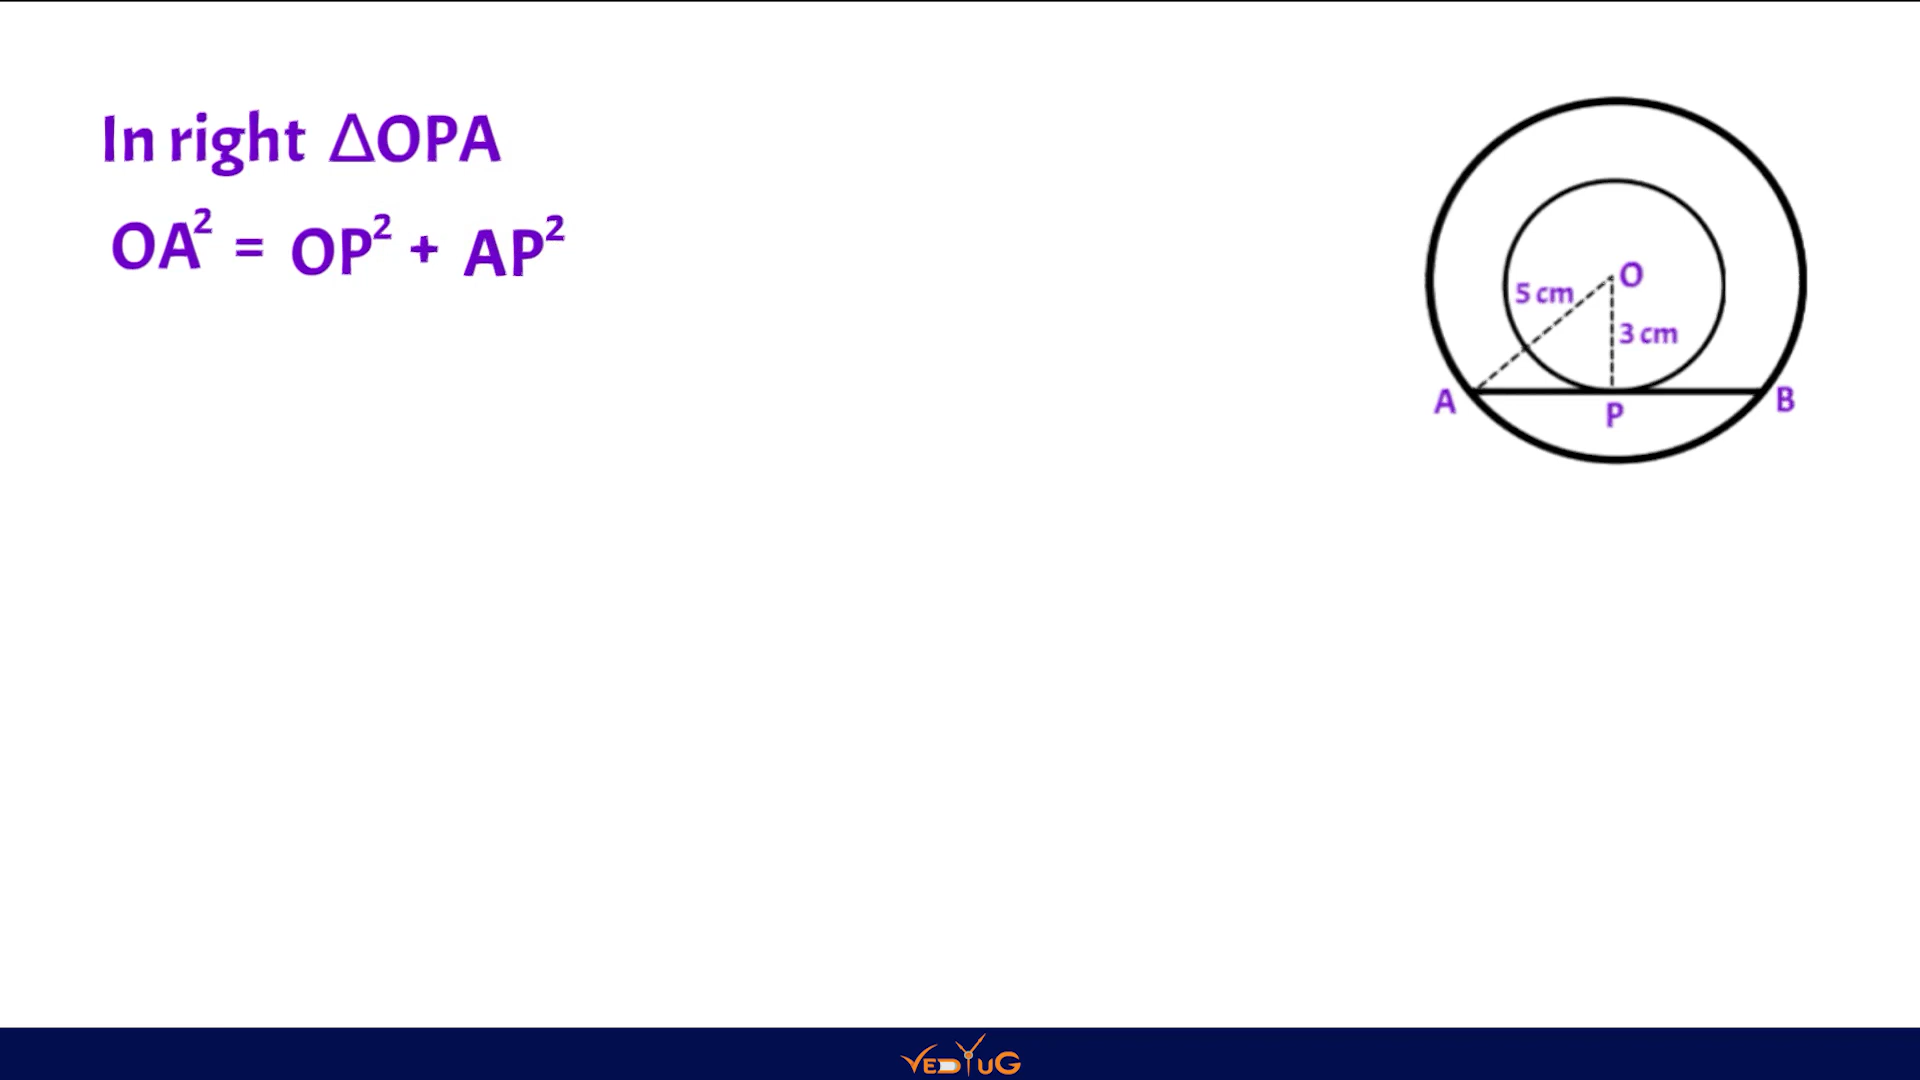 In right ΔOPA
OA² = OP² + AP²
O
5 cm
3 cm
A
B
P
VEDYUG